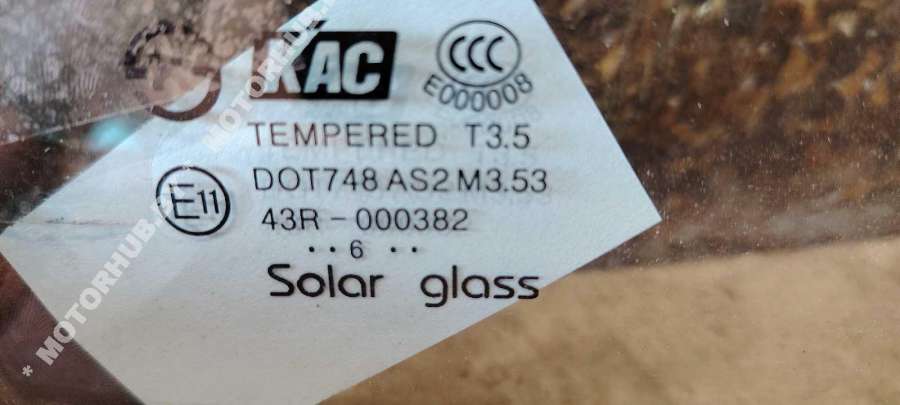 KAC
CCC
E000008
TEMPERED T3.5
DOT748 AS2 M3.53
E11
43R-000382
··6 ··
Solar glass